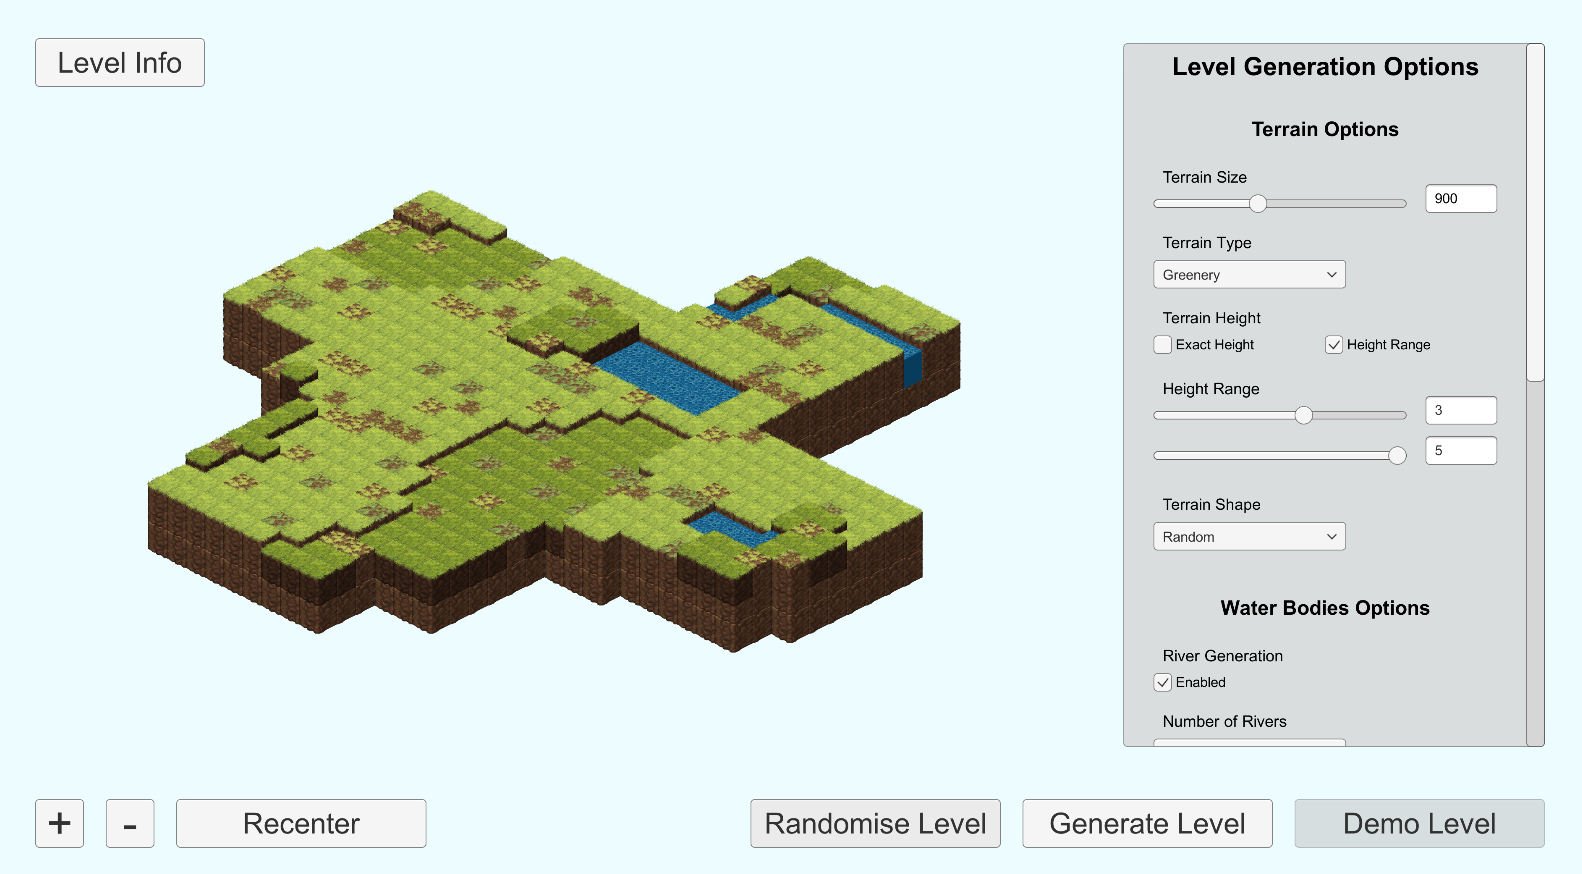 Level Info
Level Generation Options
Terrain Options
Terrain Size
900
Terrain Type
Greenery
Terrain Height
Exact Height
Height Range
Height Range
3
5
Terrain Shape
Random
Water Bodies Options
River Generation
Enabled
Number of Rivers
+
-
Recenter
Randomise Level
Generate Level
Demo Level